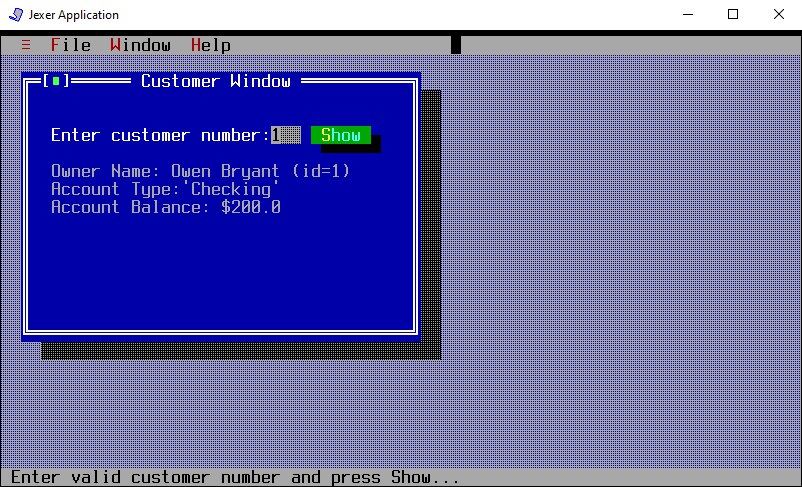 Jexer Application
≡ File Window Help
Customer Window
Enter customer number:1 Show
Owner Name: Owen Bryant (id=1)
Account Type:'Checking'
Account Balance: $200.0
Enter valid customer number and press Show...